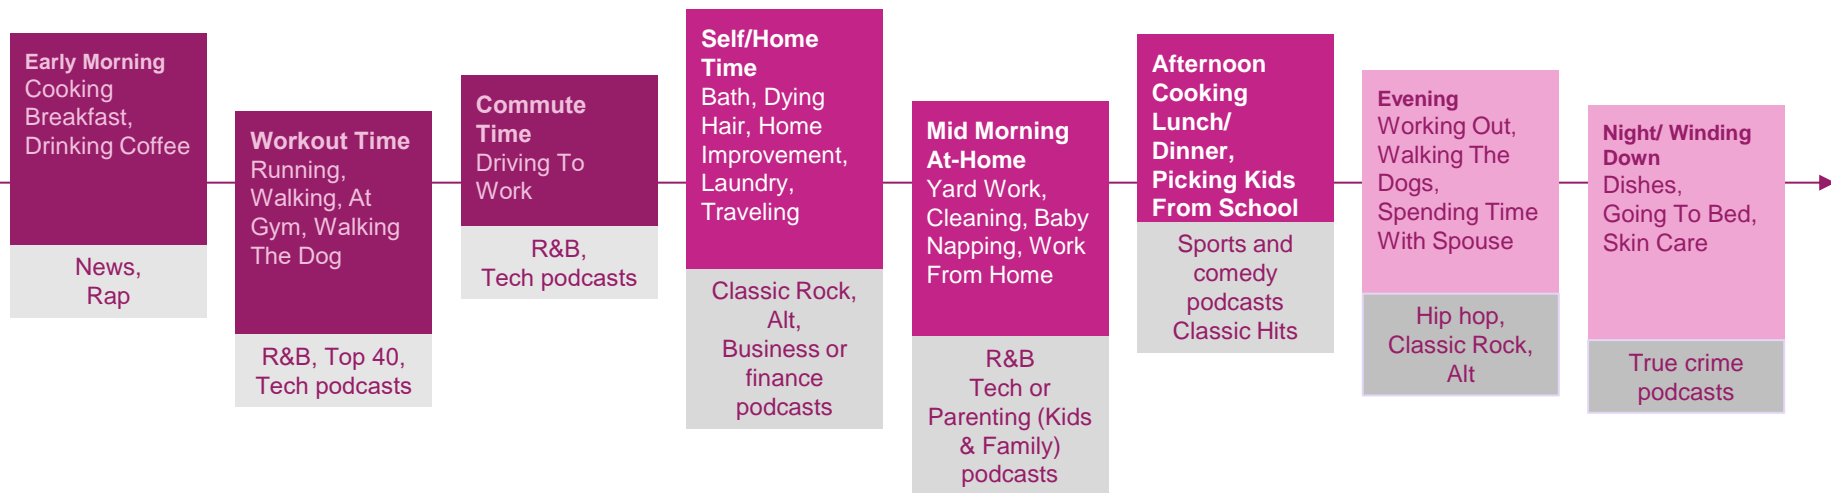 Early Morning
Cooking
Breakfast,
Drinking Coffee
News,
Rap
Workout Time
Running,
Walking, At
Gym, Walking
The Dog
R&B, Top 40,
Tech podcasts
Commute
Time
Driving To
Work
R&B,
Tech podcasts
Self/Home
Time
Bath, Dying
Hair, Home
Improvement,
Laundry,
Traveling
Classic Rock,
Alt,
Business or
finance
podcasts
Mid Morning
At-Home
Yard Work,
Cleaning, Baby
Napping, Work
From Home
R&B
Tech or
Parenting (Kids
& Family)
podcasts
Afternoon
Cooking
Lunch/
Dinner,
Picking Kids
From School
Sports and
comedy
podcasts
Classic Hits
Evening
Working Out,
Walking The
Dogs,
Spending Time
With Spouse
Hip hop,
Classic Rock,
Alt
Night/ Winding
Down
Dishes,
Going To Bed,
Skin Care
True crime
podcasts